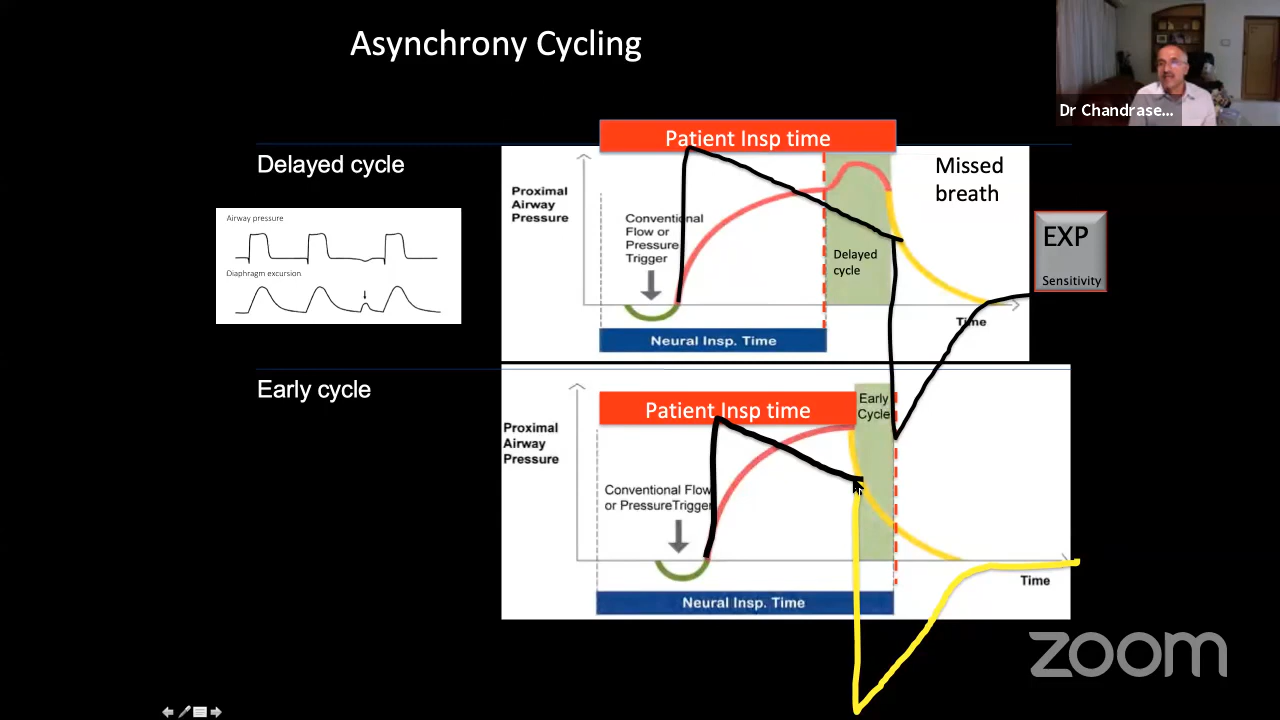 Asynchrony Cycling
Dr Chandrase...
Patient Insp time
Delayed cycle
Missed
breath
Proximal
Airway
Pressure
Conventional
Flow or
Pressure
Trigger
Airway pressure
Diaphragm excursion
Delayed
cycle
EXP
Sensitivity
Time
Neural Insp. Time
Early cycle
Patient Insp time
Early
Cycle
Proximal
Airway
Pressure
Conventional Flow
or PressureTrigger
Time
Neural Insp. Time
zoom